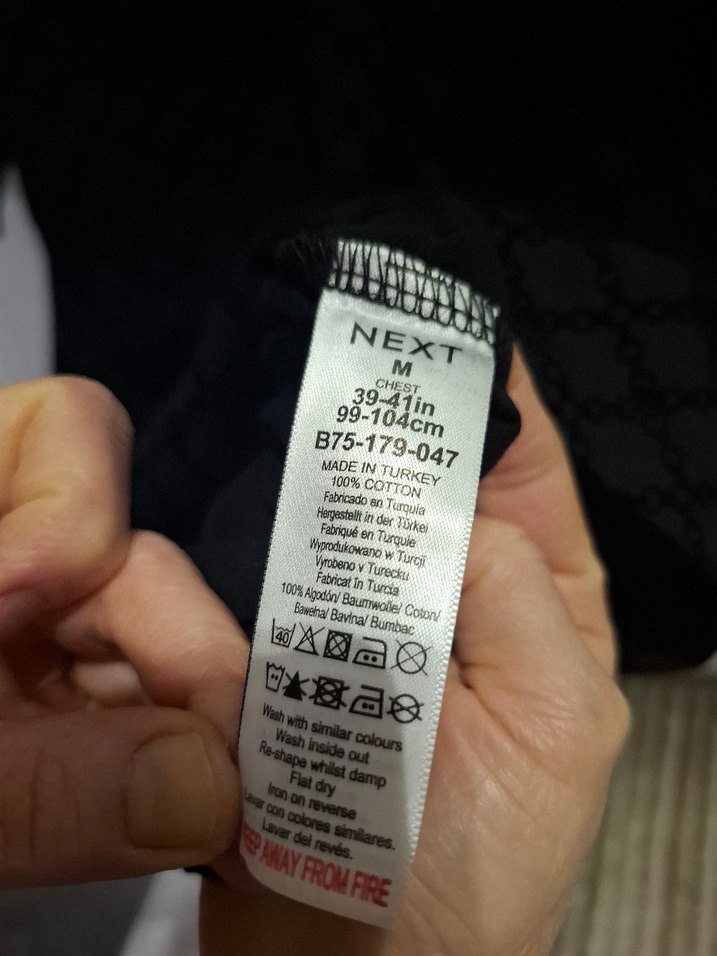 NEXT
M
CHEST
39-41in
99-104cm
B75-179-047
MADE IN TURKEY
100% COTTON
Fabricado en Turquía
Hergestellt in der Türkei
Fabriqué en Turquie
Wyprodukowano w Turcji
Vyrobeno v Turecku
Fabricat în Turcia
100% Algodón/ Baumwolle/ Coton/
Bawełna/ Bavlna/ Bumbac
40
Wash with similar colours
Wash inside out
Re-shape whilst damp
Flat dry
Iron on reverse
Lavar con colores similares.
Lavar del revés.
KEEP AWAY FROM FIRE